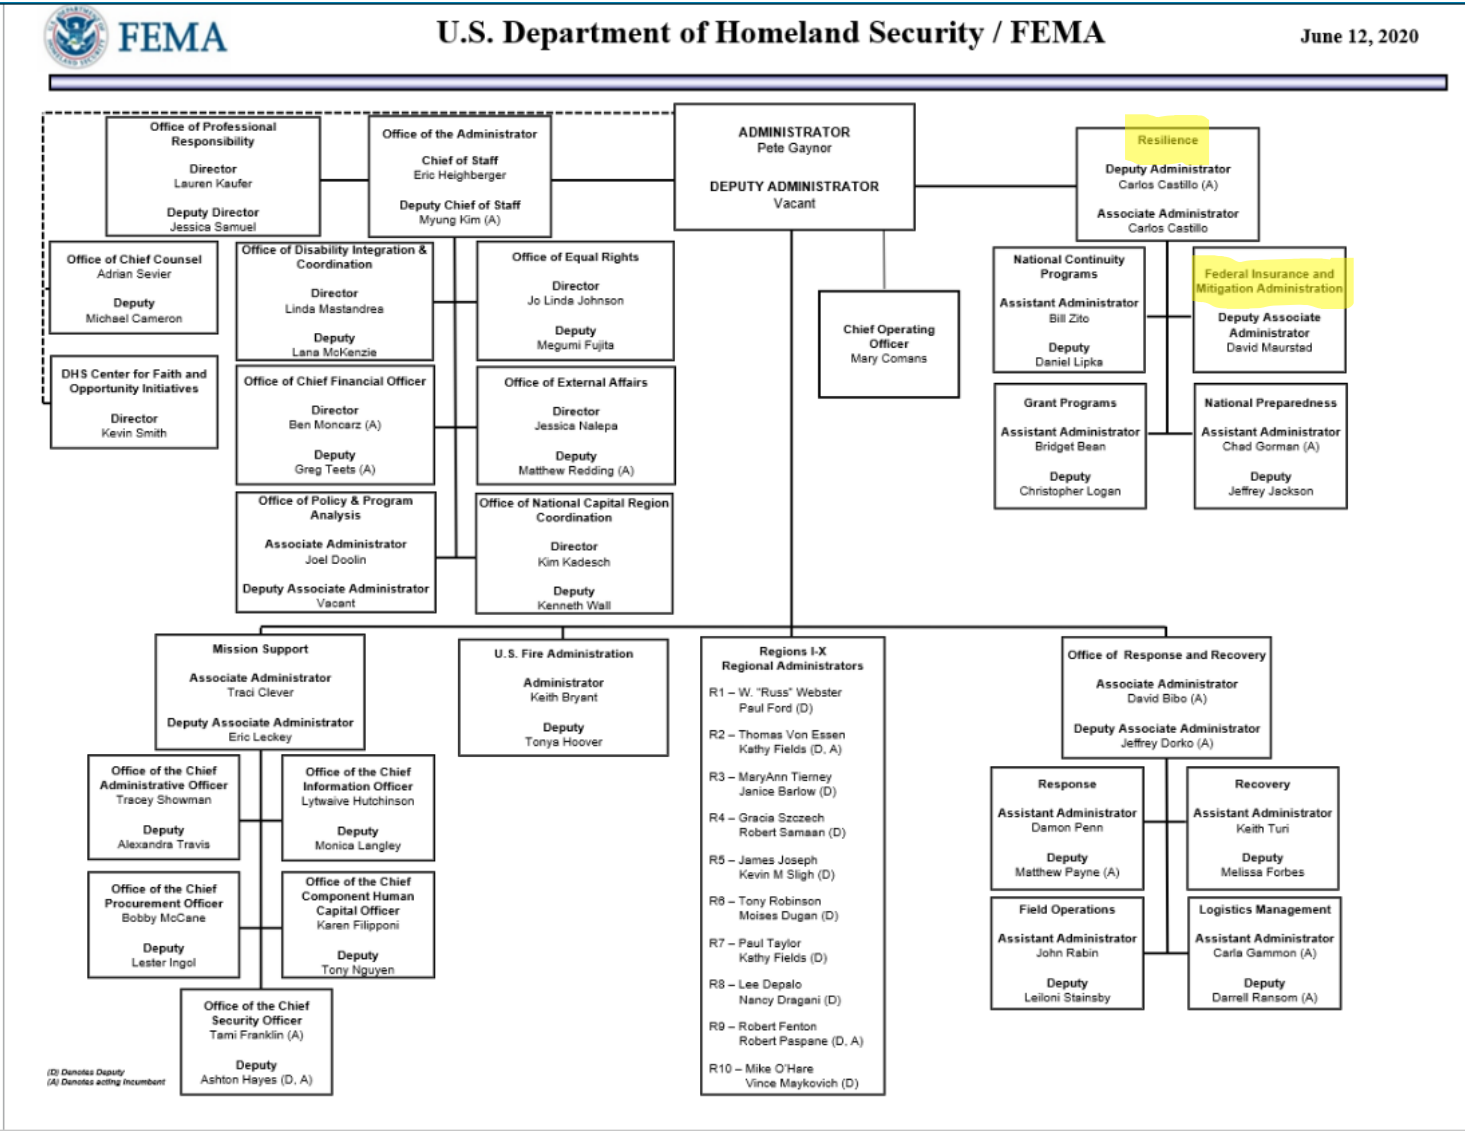 FEMA
U.S. Department of Homeland Security / FEMA
June 12, 2020
Office of Professional
Responsibility
Director
Lauren Kaufer
Deputy Director
Jessica Samuel
Office of the Administrator
Chief of Staff
Eric Heighberger
Deputy Chief of Staff
Myung Kim (A)
ADMINISTRATOR
Pete Gaynor
DEPUTY ADMINISTRATOR
Vacant
Resilience
Deputy Administrator
Carlos Castillo (A)
Associate Administrator
Carlos Castillo
Office of Chief Counsel
Adrian Sevier
Deputy
Michael Cameron
Office of Disability Integration &
Coordination
Director
Linda Mastandrea
Deputy
Lana McKenzie
Office of Equal Rights
Director
Jo Linda Johnson
Deputy
Megumi Fujita
Chief Operating
Officer
Mary Comans
National Continuity
Programs
Assistant Administrator
Bill Zito
Deputy
Daniel Lipka
Federal Insurance and
Mitigation Administration
Deputy Associate
Administrator
David Maurstad
DHS Center for Faith and
Opportunity Initiatives
Director
Kevin Smith
Office of Chief Financial Officer
Director
Ben Moncarz (A)
Deputy
Greg Teets (A)
Office of External Affairs
Director
Jessica Nalepa
Deputy
Matthew Redding (A)
Grant Programs
Assistant Administrator
Bridget Bean
Deputy
Christopher Logan
National Preparedness
Assistant Administrator
Chad Gorman (A)
Deputy
Jeffrey Jackson
Office of Policy & Program
Analysis
Associate Administrator
Joel Doolin
Deputy Associate Administrator
Vacant
Office of National Capital Region
Coordination
Director
Kim Kadesch
Deputy
Kenneth Wall
Mission Support
Associate Administrator
Traci Clever
Deputy Associate Administrator
Eric Leckey
U.S. Fire Administration
Administrator
Keith Bryant
Deputy
Tonya Hoover
Regions I-X
Regional Administrators
R1 – W. "Russ" Webster
Paul Ford (D)
R2 – Thomas Von Essen
Kathy Fields (D, A)
R3 – MaryAnn Tierney
Janice Barlow (D)
R4 – Gracia Szczech
Robert Samaan (D)
R5 – James Joseph
Kevin M Sligh (D)
R6 – Tony Robinson
Moises Dugan (D)
R7 – Paul Taylor
Kathy Fields (D)
R8 – Lee Depalo
Nancy Dragani (D)
R9 – Robert Fenton
Robert Paspane (D, A)
R10 – Mike O'Hare
Vince Maykovich (D)
Office of Response and Recovery
Associate Administrator
David Bibo (A)
Deputy Associate Administrator
Jeffrey Dorko (A)
Office of the Chief
Administrative Officer
Tracey Showman
Deputy
Alexandra Travis
Office of the Chief
Information Officer
Lytwaive Hutchinson
Deputy
Monica Langley
Response
Assistant Administrator
Damon Penn
Deputy
Matthew Payne (A)
Recovery
Assistant Administrator
Keith Turi
Deputy
Melissa Forbes
Office of the Chief
Procurement Officer
Bobby McCane
Deputy
Lester Ingol
Office of the Chief
Component Human
Capital Officer
Karen Filipponi
Deputy
Tony Nguyen
Field Operations
Assistant Administrator
John Rabin
Deputy
Leiloni Stainsby
Logistics Management
Assistant Administrator
Carla Gammon (A)
Deputy
Darrell Ransom (A)
Office of the Chief
Security Officer
Tami Franklin (A)
Deputy
Ashton Hayes (D, A)
(D) Denotes Deputy
(A) Denotes acting incumbent